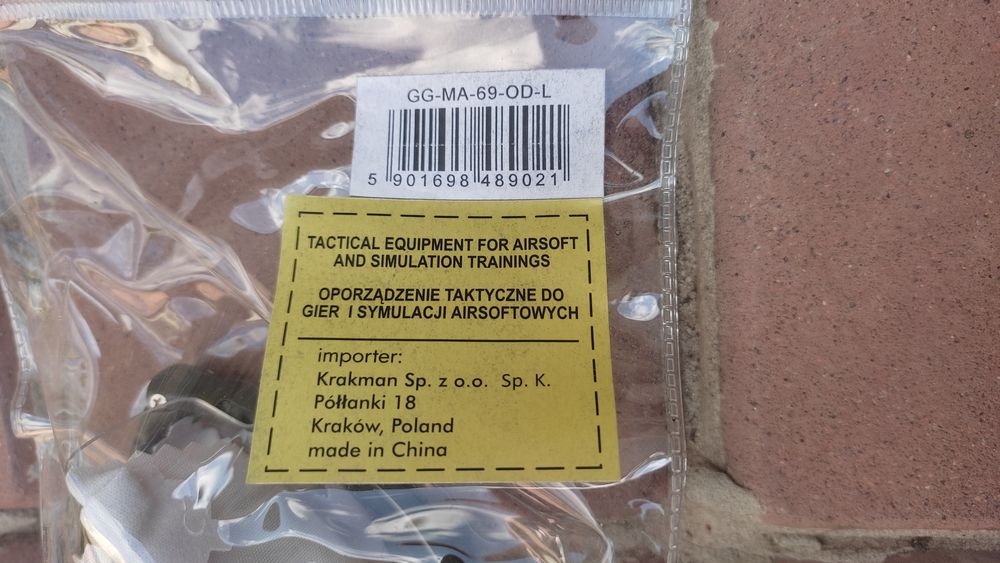 GG-MA-69-OD-L
5 901698 489021
TACTICAL EQUIPMENT FOR AIRSOFT
AND SIMULATION TRAININGS
OPORZĄDZENIE TAKTYCZNE DO
GIER I SYMULACJI AIRSOFTOWYCH
importer:
Krakman Sp. z o.o. Sp. K.
Półłanki 18
Kraków, Poland
made in China